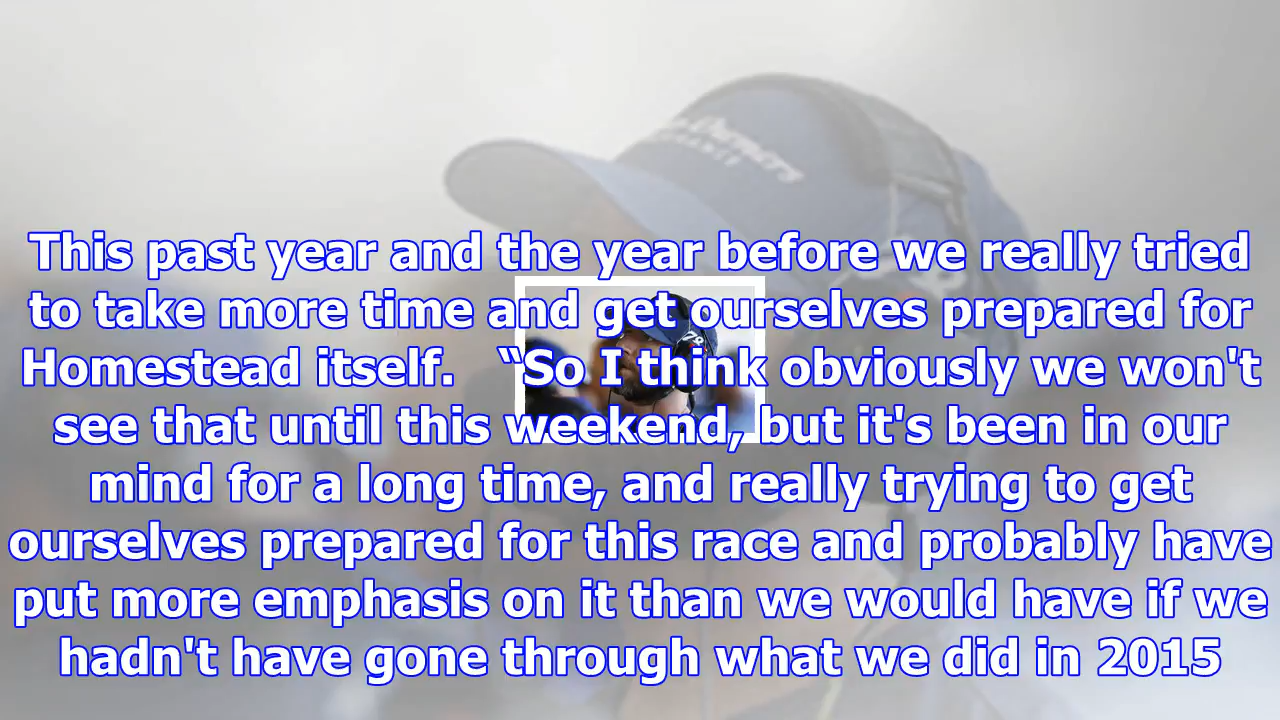 This past year and the year before we really tried
to take more time and get ourselves prepared for
Homestead itself.   “So I think obviously we won't
see that until this weekend, but it's been in our
mind for a long time, and really trying to get
ourselves prepared for this race and probably have
put more emphasis on it than we would have if we
hadn't have gone through what we did in 2015